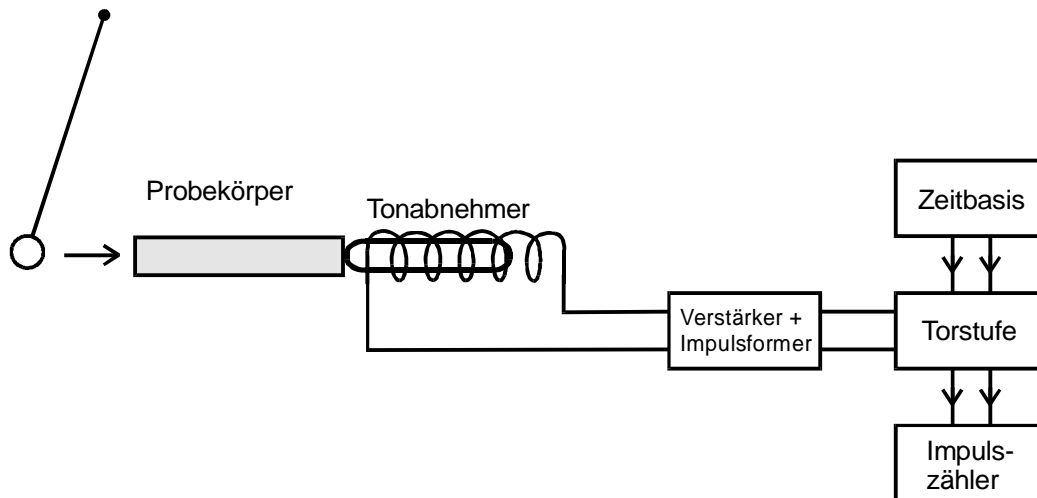 Probekörper
Tonabnehmer
Zeitbasis
Verstärker +
Impulsformer
Torstufe
Impuls-
zähler